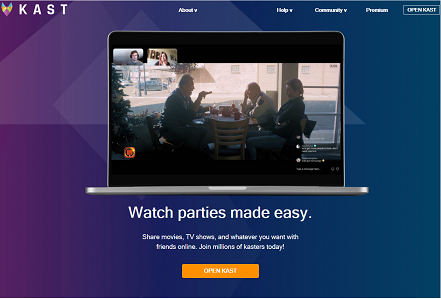 KAST
About v
Help v
Community v
Premium
OPEN KAST
Watch parties made easy.
Share movies, TV shows, and whatever you want with
friends online. Join millions of kasters today!
OPEN KAST